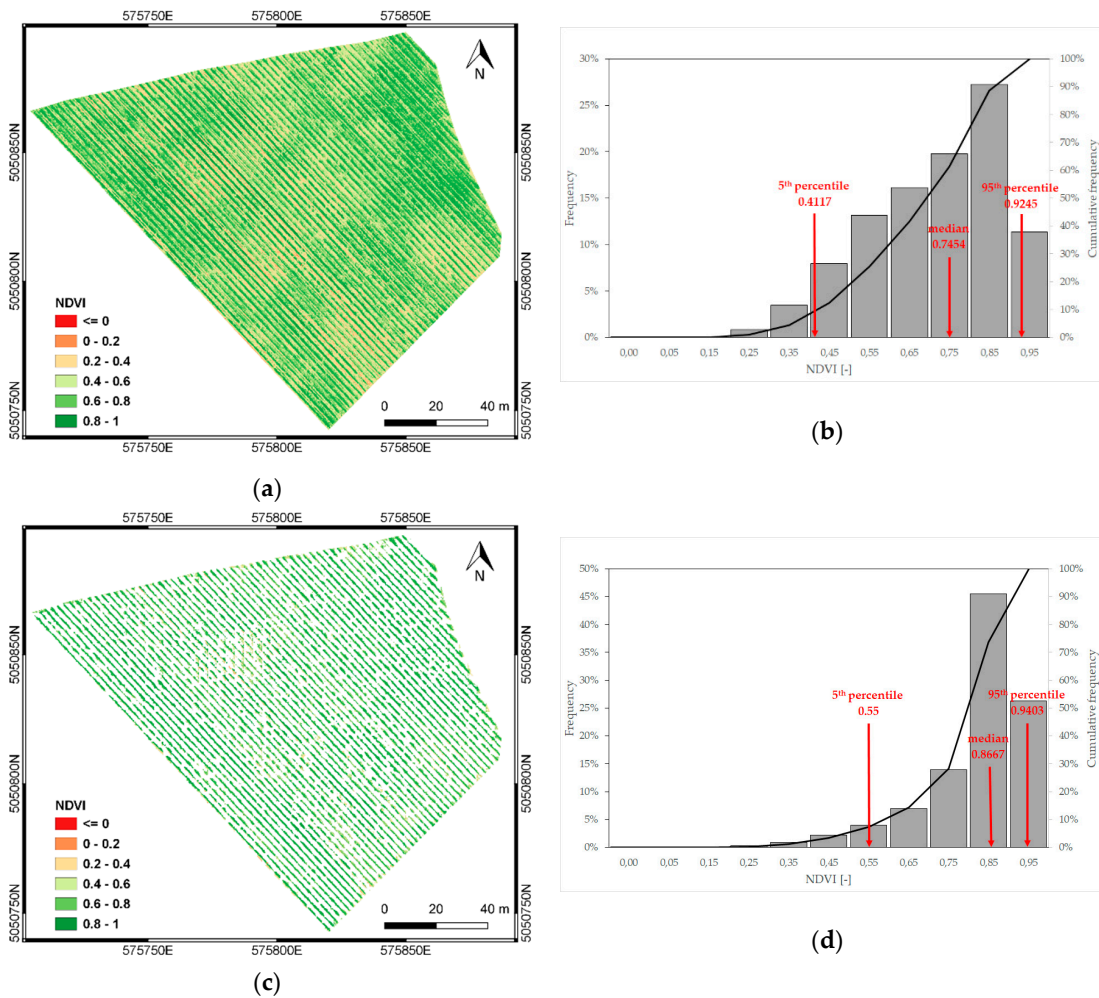 575750E 575800E 575850E
5050850N
5050800N
5050750N
N
NDVI
<= 0
0 - 0.2
0.2 - 0.4
0.4 - 0.6
0.6 - 0.8
0.8 - 1
0 20 40 m
5050850N
5050800N
5050750N
575750E 575800E 575850E
(a)
30%
25%
20%
15%
10%
5%
0%
Frequency
5th percentile
0.4117
median
0.7454
95th percentile
0.9245
100%
90%
80%
70%
60%
50%
40%
30%
20%
10%
0%
Cumulative frequency
0,00 0,05 0,15 0,25 0,35 0,45 0,55 0,65 0,75 0,85 0,95
NDVI [-]
(b)
575750E 575800E 575850E
5050850N
5050800N
5050750N
N
NDVI
<= 0
0 - 0.2
0.2 - 0.4
0.4 - 0.6
0.6 - 0.8
0.8 - 1
0 20 40 m
5050850N
5050800N
5050750N
575750E 575800E 575850E
(c)
50%
45%
40%
35%
30%
25%
20%
15%
10%
5%
0%
Frequency
5th percentile
0.55
median
0.8667
95th percentile
0.9403
100%
90%
80%
70%
60%
50%
40%
30%
20%
10%
0%
Cumulative frequency
0,00 0,05 0,15 0,25 0,35 0,45 0,55 0,65 0,75 0,85 0,95
NDVI [-]
(d)